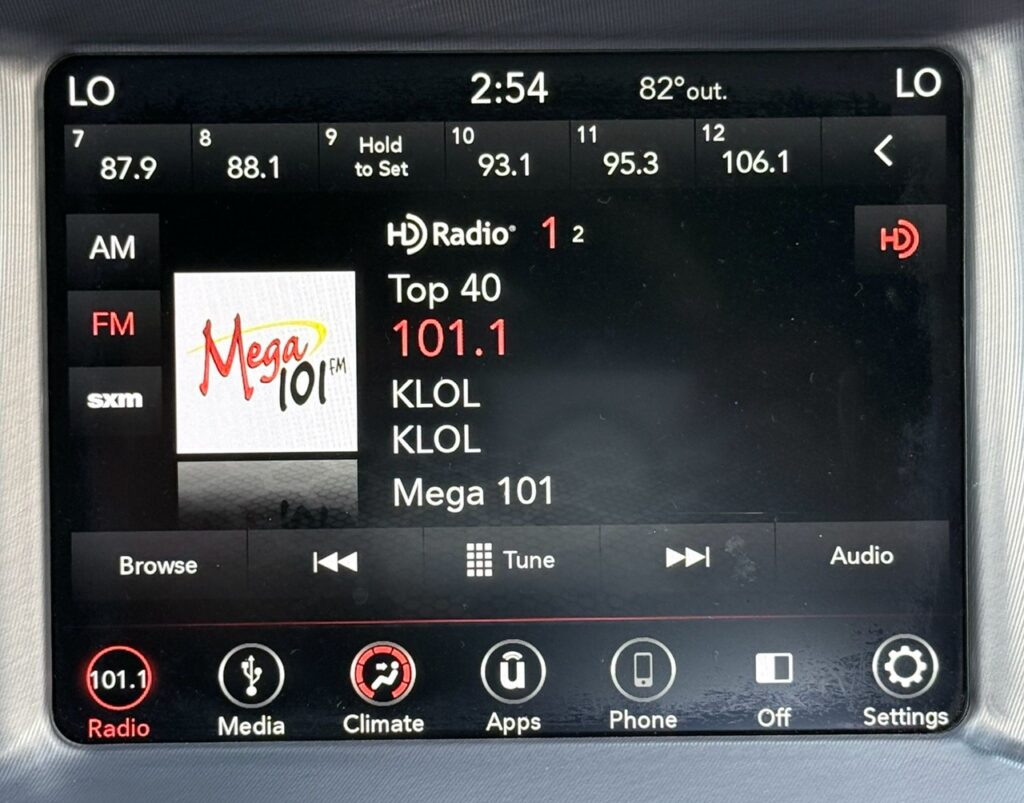 LO 2:54 82°out. LO
7 8 9 Hold 10 11 12
87.9 88.1 to Set 93.1 95.3 106.1
HD Radio® 1 2 HD
AM
Top 40
FM
101.1
Mega
101 FM
sxm
KLOL
KLOL
Mega 101
Browse Tune Audio
101.1
Radio Media Climate Apps Phone Off Settings